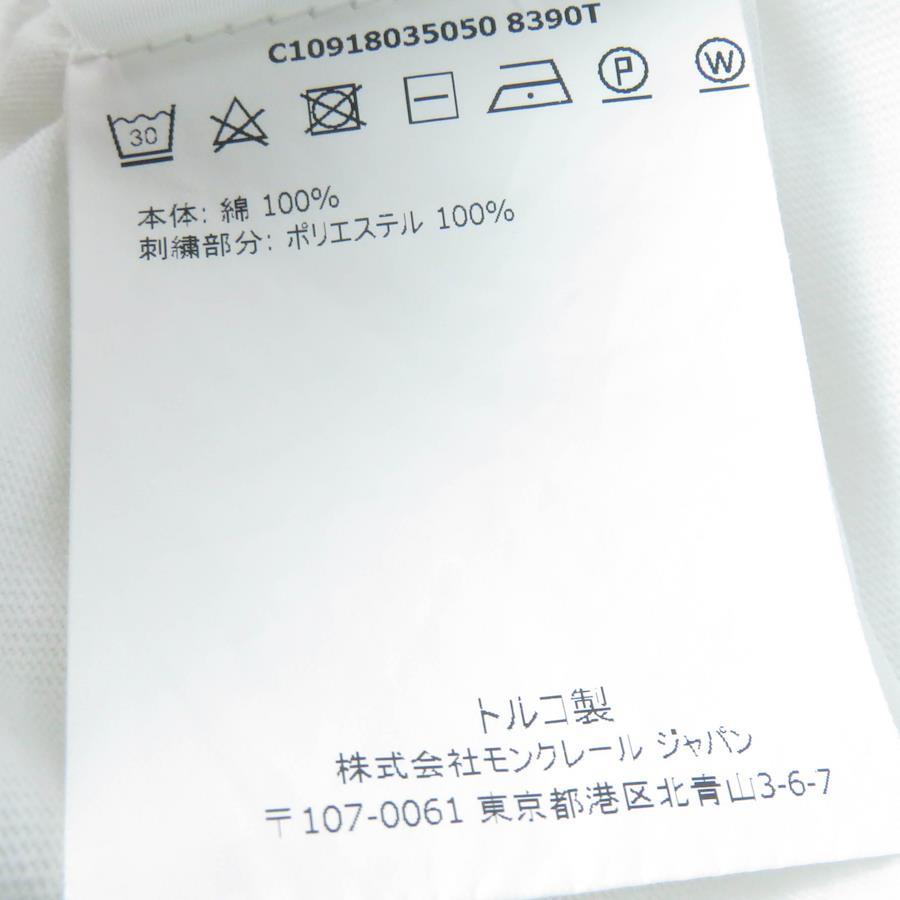 C10918035050 8390T
30 P W
本体: 綿 100%
刺繍部分: ポリエステル 100%
トルコ製
株式会社モンクレール ジャパン
〒107-0061 東京都港区北青山3-6-7